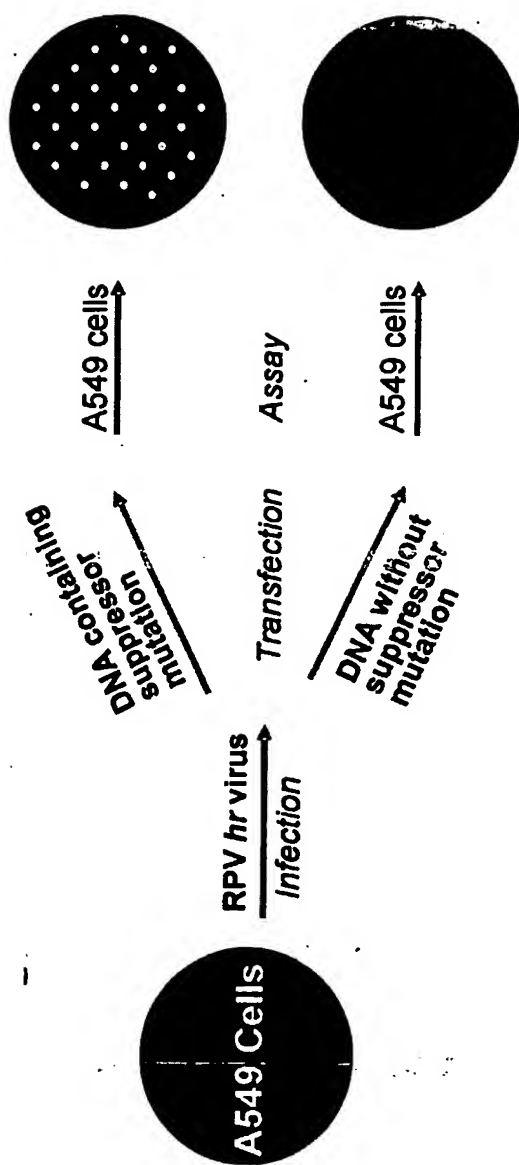 A549 Cells
RPV hr virus
Infection
DNA containing
suppressor
mutation
Transfection
DNA without
suppressor
mutation
A549 cells
Assay
A549 cells